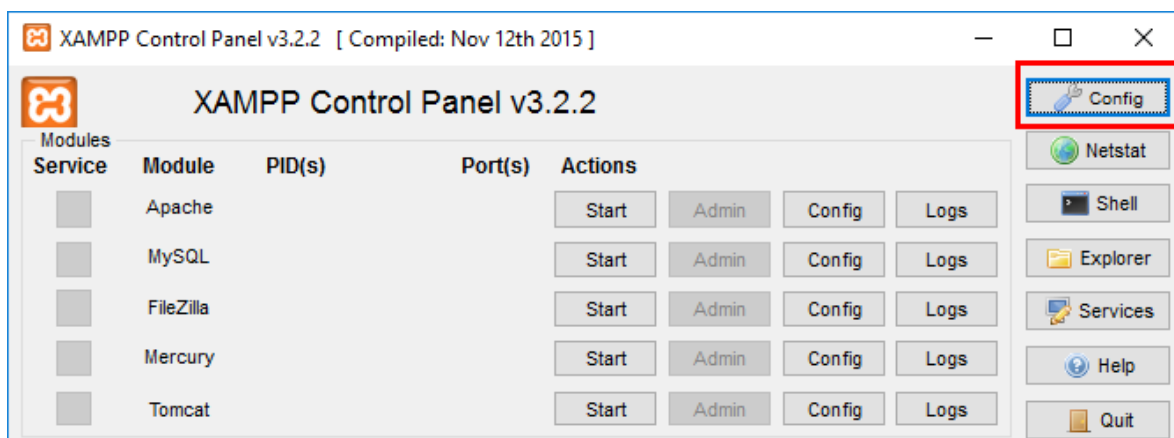 XAMPP Control Panel v3.2.2 [ Compiled: Nov 12th 2015 ]
XAMPP Control Panel v3.2.2
Config
Modules
Service Module PID(s) Port(s) Actions
Netstat
Apache Start Admin Config Logs
Shell
MySQL Start Admin Config Logs
Explorer
FileZilla Start Admin Config Logs
Services
Mercury Start Admin Config Logs
Help
Tomcat Start Admin Config Logs
Quit